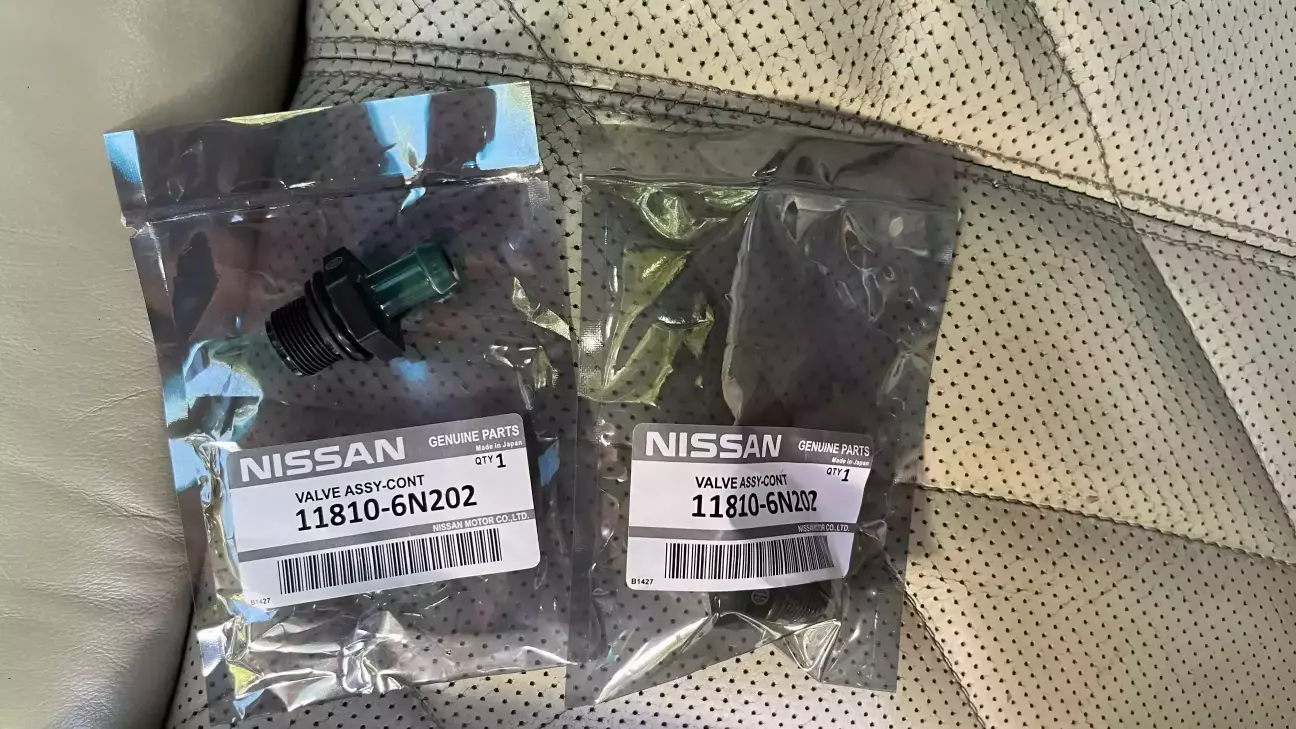 NISSAN GENUINE PARTS
Made in Japan
QTY 1
VALVE ASSY-CONT
11810-6N202
NISSAN MOTOR CO.,LTD.
B1427
NISSAN GENUINE PARTS
Made in Japan
QTY 1
VALVE ASSY-CONT
11810-6N202
NISSAN MOTOR CO.,LTD.
B1427